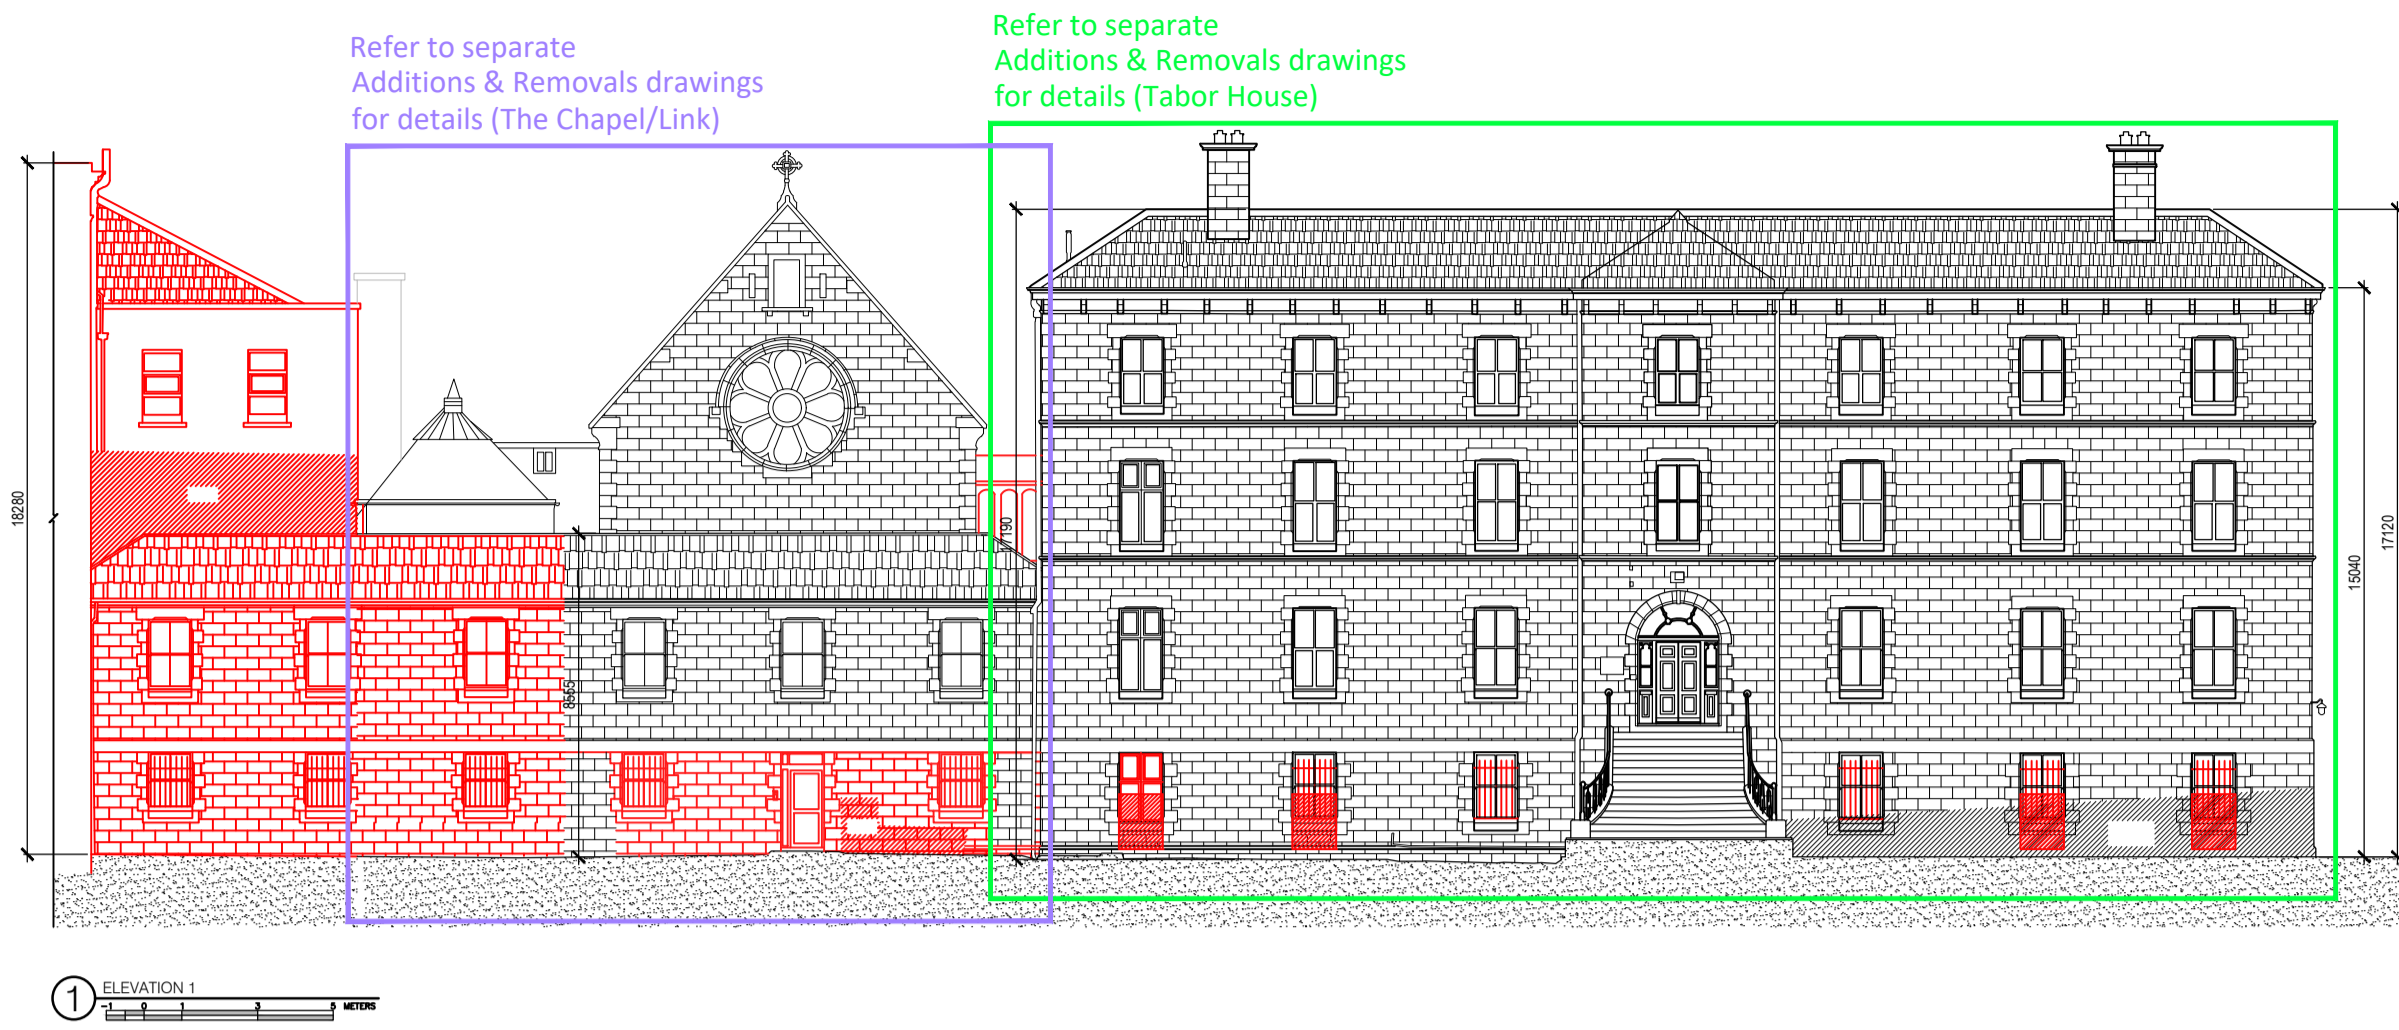 Refer to separate
Additions & Removals drawings
for details (The Chapel/Link)
Refer to separate
Additions & Removals drawings
for details (Tabor House)
18280
8555
17190
15040
17120
1
ELEVATION 1
-1 0 1 3 5 METERS